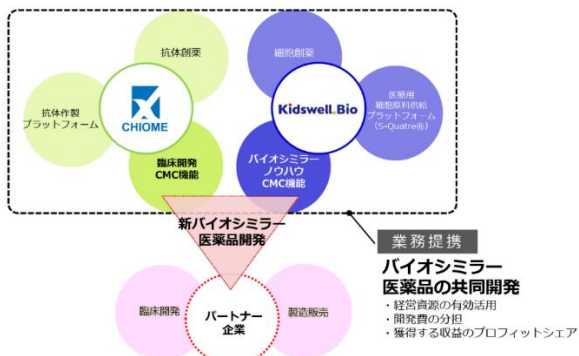 抗体創薬
細胞創薬
抗体作製
プラットフォーム
CHIOME
Kidswell.Bio
医療用
細胞原料供給
プラットフォーム
(S-Quatre®)
臨床開発
CMC機能
バイオシミラー
ノウハウ
CMC機能
新バイオシミラー
医薬品開発
業務提携
バイオシミラー
医薬品の共同開発
・経営資源の有効活用
・開発費の分担
・獲得する収益のプロフィットシェア
臨床開発
パートナー
企業
製造販売